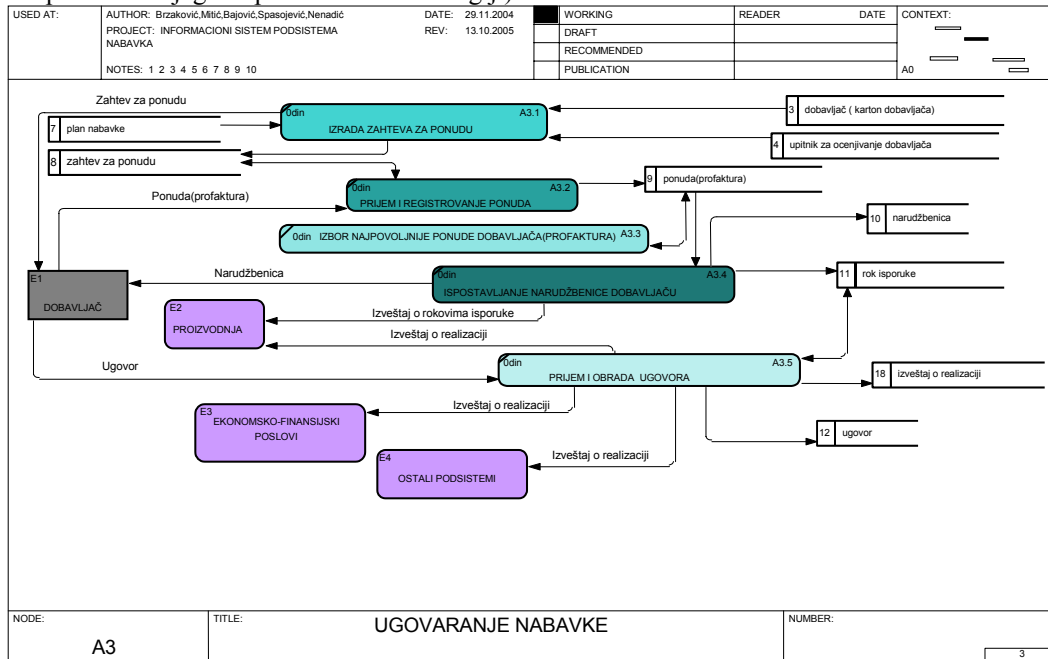 USED AT:
AUTHOR: Brzaković,Mitić,Bajović,Spasojević,Nenadić
DATE: 29.11.2004
PROJECT: INFORMACIONI SISTEM PODSISTEMA
NABAVKA
REV: 13.10.2005
NOTES: 1 2 3 4 5 6 7 8 9 10
WORKING
DRAFT
RECOMMENDED
PUBLICATION
READER DATE
CONTEXT:
A0
Zahtev za ponudu
0din A3.1
IZRADA ZAHTEVA ZA PONUDU
3 dobavljač ( karton dobavljača)
7 plan nabavke
4 upitnik za ocenjivanje dobavljača
8 zahtev za ponudu
9 ponuda(profaktura)
0din A3.2
PRIJEM I REGISTROVANJE PONUDA
Ponuda(profaktura)
10 narudžbenica
0din IZBOR NAJPOVOLJNIJE PONUDE DOBAVLJAČA(PROFAKTURA) A3.3
E1
DOBAVLJAČ
Narudžbenica
0din A3.4
ISPOSTAVLJANJE NARUDŽBENICE DOBAVLJAČU
11 rok isporuke
E2
PROIZVODNJA
Izveštaj o rokovima isporuke
Izveštaj o realizaciji
Ugovor
0din A3.5
PRIJEM I OBRADA UGOVORA
18 izveštaj o realizaciji
E3
EKONOMSKO-FINANSIJSKI
POSLOVI
Izveštaj o realizaciji
12 ugovor
E4
OSTALI PODSISTEMI
Izveštaj o realizaciji
NODE:
A3
TITLE:
UGOVARANJE NABAVKE
NUMBER:
3